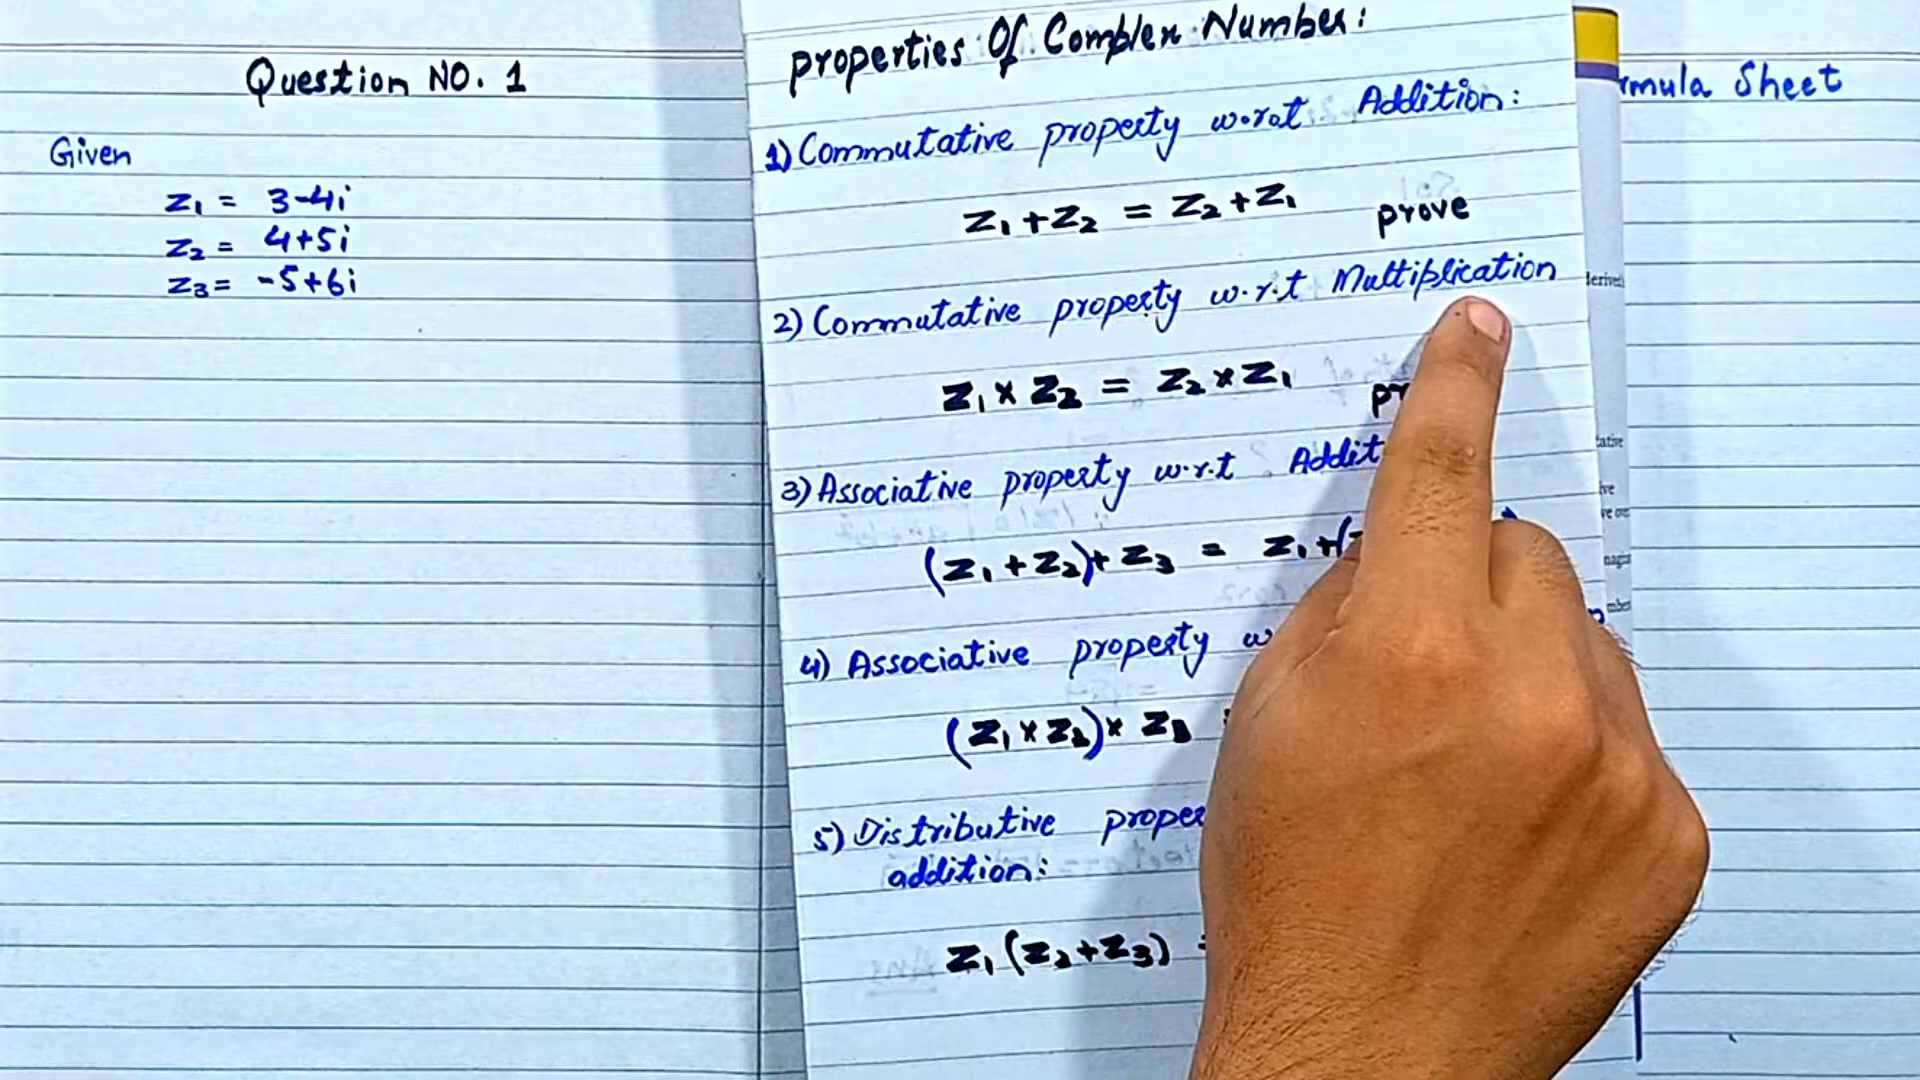 Question NO. 1
Given
Z₁ = 3-4i
Z₂ = 4+5i
Z₃ = -5+6i
properties Of Complex Number:
1) Commutative property w.r.t Addition:
Z₁ + Z₂ = Z₂ + Z₁ prove
2) Commutative property w.r.t Multiplication
Z₁ × Z₂ = Z₂ × Z₁
3) Associative property w.r.t
(Z₁ + Z₂) + Z₃ = Z₁ + (
4) Associative property
(Z₁ × Z₂) × Z₃
5) Distributive
addition:
Z₁ (Z₂ + Z₃)
Sheet